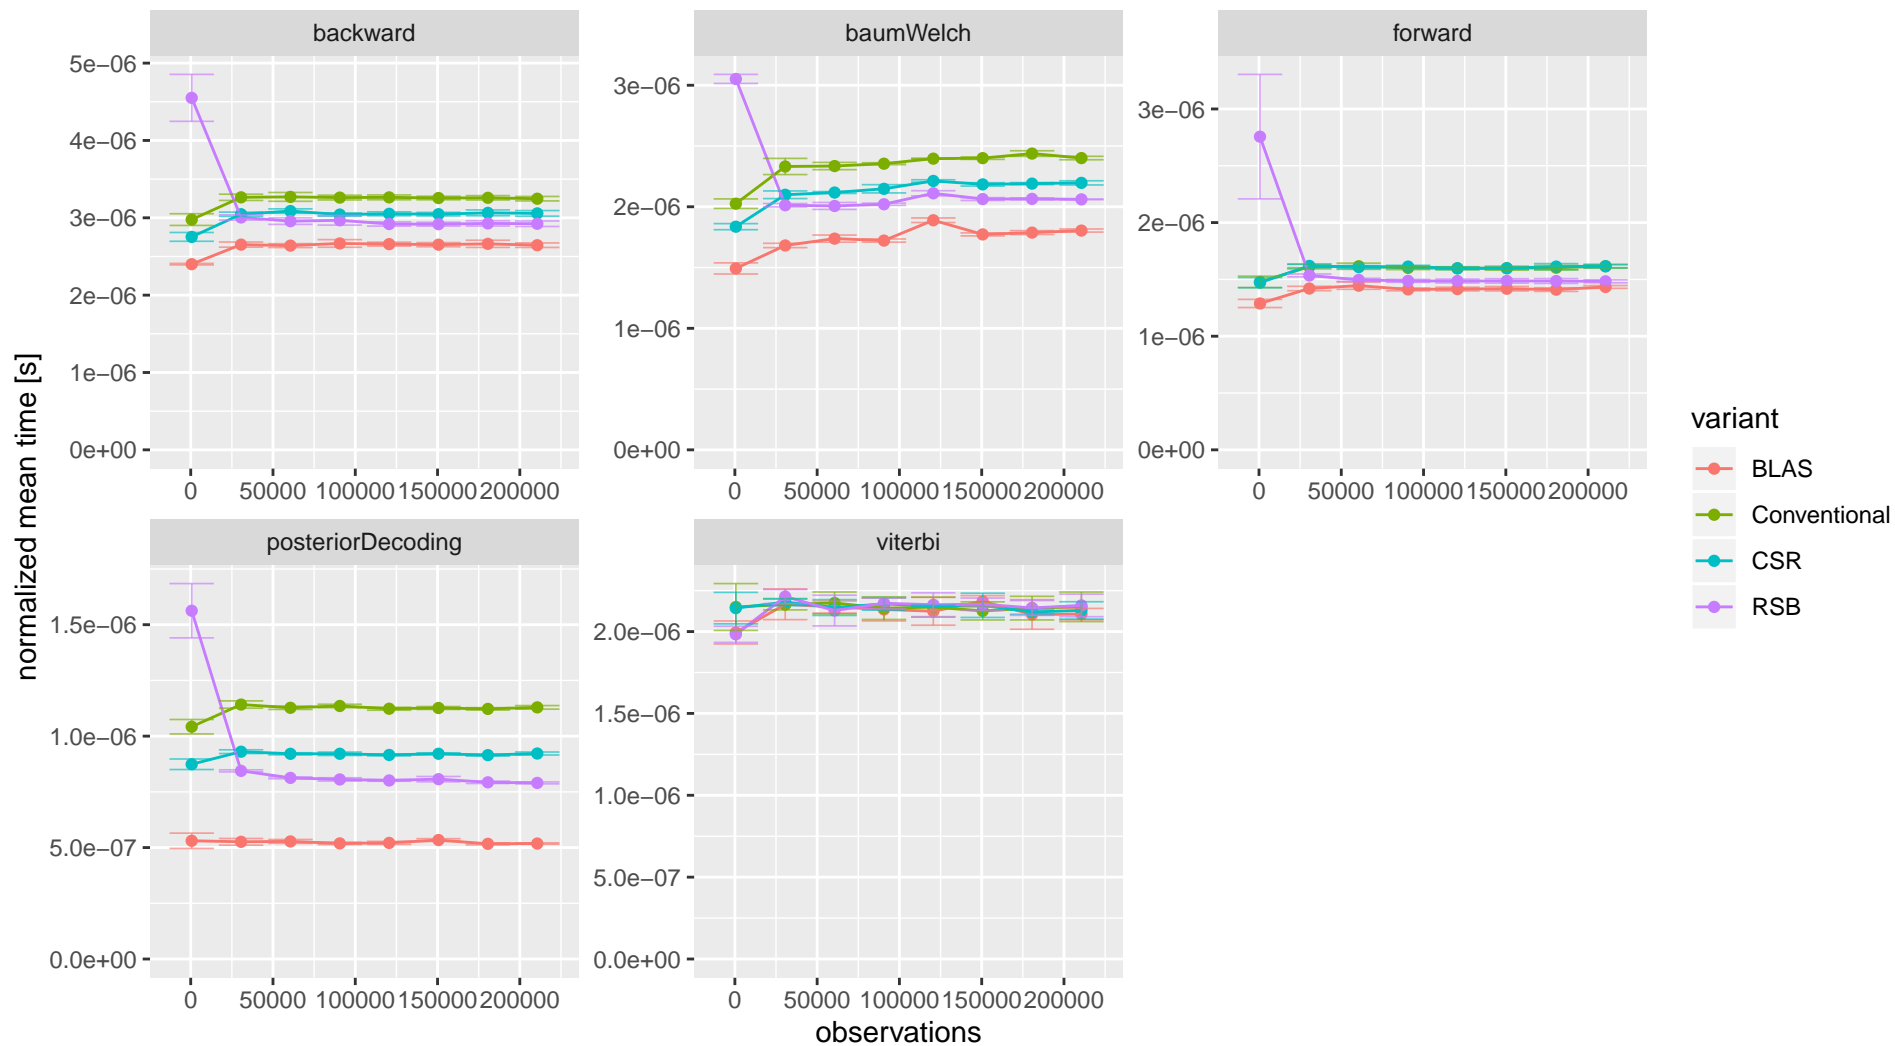 backward
baumWelch
forward
5e−06
4e−06
3e−06
2e−06
1e−06
0e+00
3e−06
2e−06
1e−06
0e+00
3e−06
2e−06
1e−06
0e+00
0 50000 100000 150000 200000
0 50000 100000 150000 200000
0 50000 100000 150000 200000
posteriorDecoding
viterbi
1.5e−06
1.0e−06
5.0e−07
0.0e+00
2.0e−06
1.5e−06
1.0e−06
5.0e−07
0.0e+00
0 50000 100000 150000 200000
0 50000 100000 150000 200000
observations
normalized mean time [s]
variant
BLAS
Conventional
CSR
RSB